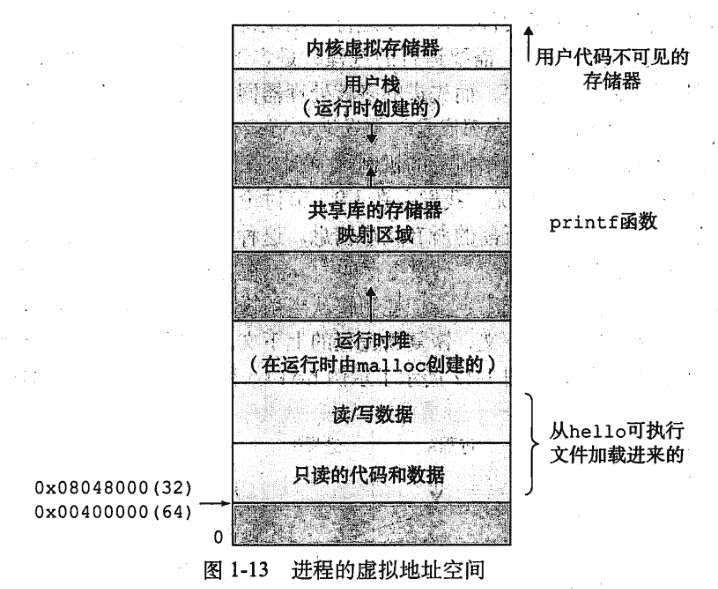 内核虚拟存储器
用户代码不可见的
存储器
用户栈
（运行时创建的）
共享库的存储器
映射区域
printf函数
运行时堆
（在运行时由malloc创建的）
读/写数据
从hello可执行
文件加载进来的
只读的代码和数据
0x08048000(32)
0x00400000(64)
0
图 1-13 进程的虚拟地址空间